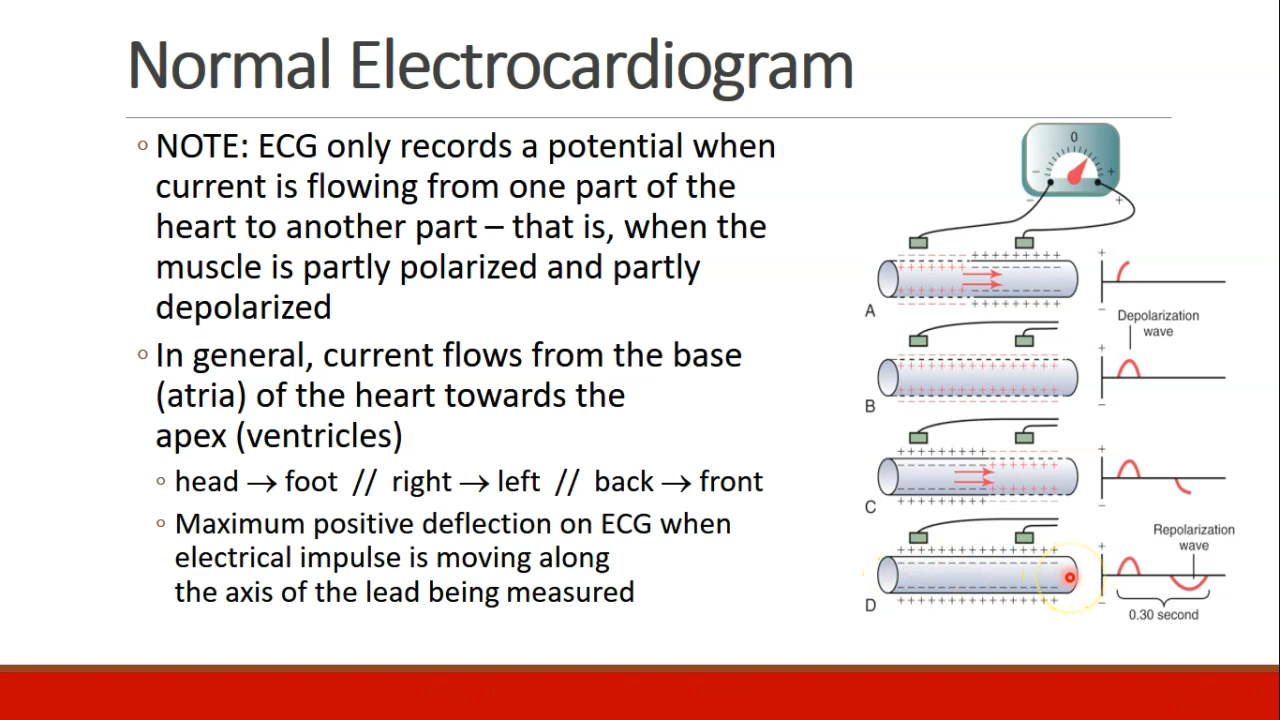 Normal Electrocardiogram
◦ NOTE: ECG only records a potential when
current is flowing from one part of the
heart to another part – that is, when the
muscle is partly polarized and partly
depolarized
◦ In general, current flows from the base
(atria) of the heart towards the
apex (ventricles)
◦ head → foot // right → left // back → front
◦ Maximum positive deflection on ECG when
electrical impulse is moving along
the axis of the lead being measured
0
– +
– +
+
–
A
Depolarization
wave
+
–
B
+
–
C
Repolarization
wave
+
–
D
0.30 second